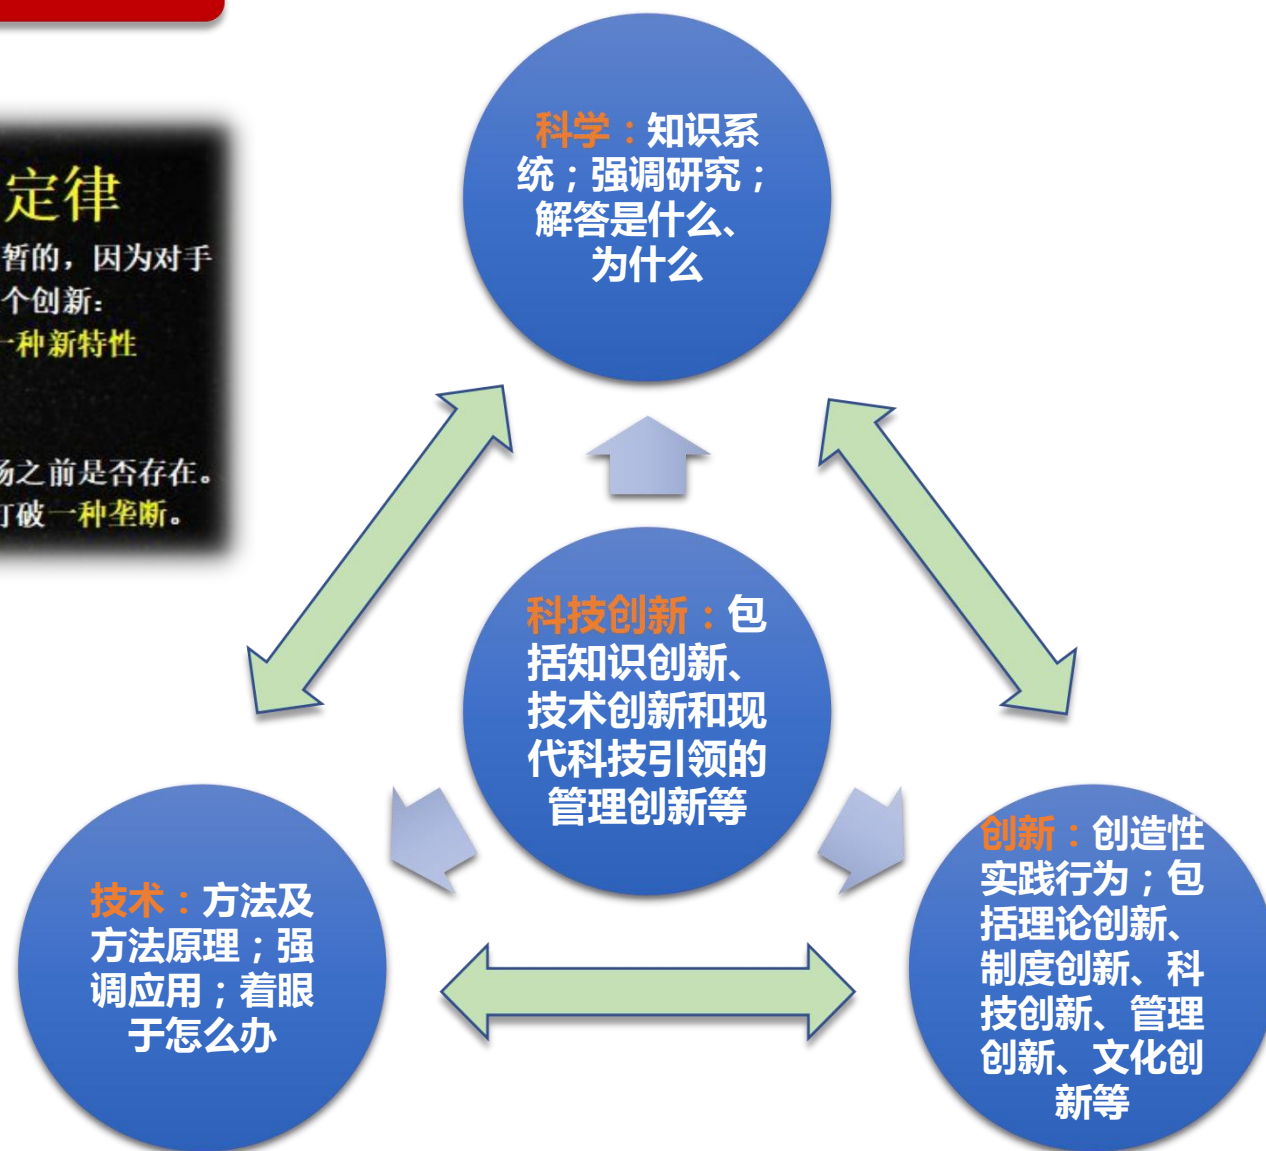 定律
暂的，因为对手
个创新：
一种新特性
之前是否存在。
打破一种垄断。
科学：知识系
统；强调研究；
解答是什么、
为什么
科技创新：包
括知识创新、
技术创新和现
代科技引领的
管理创新等
技术：方法及
方法原理；强
调应用；着眼
于怎么办
创新：创造性
实践行为；包
括理论创新、
制度创新、科
技创新、管理
创新、文化创
新等